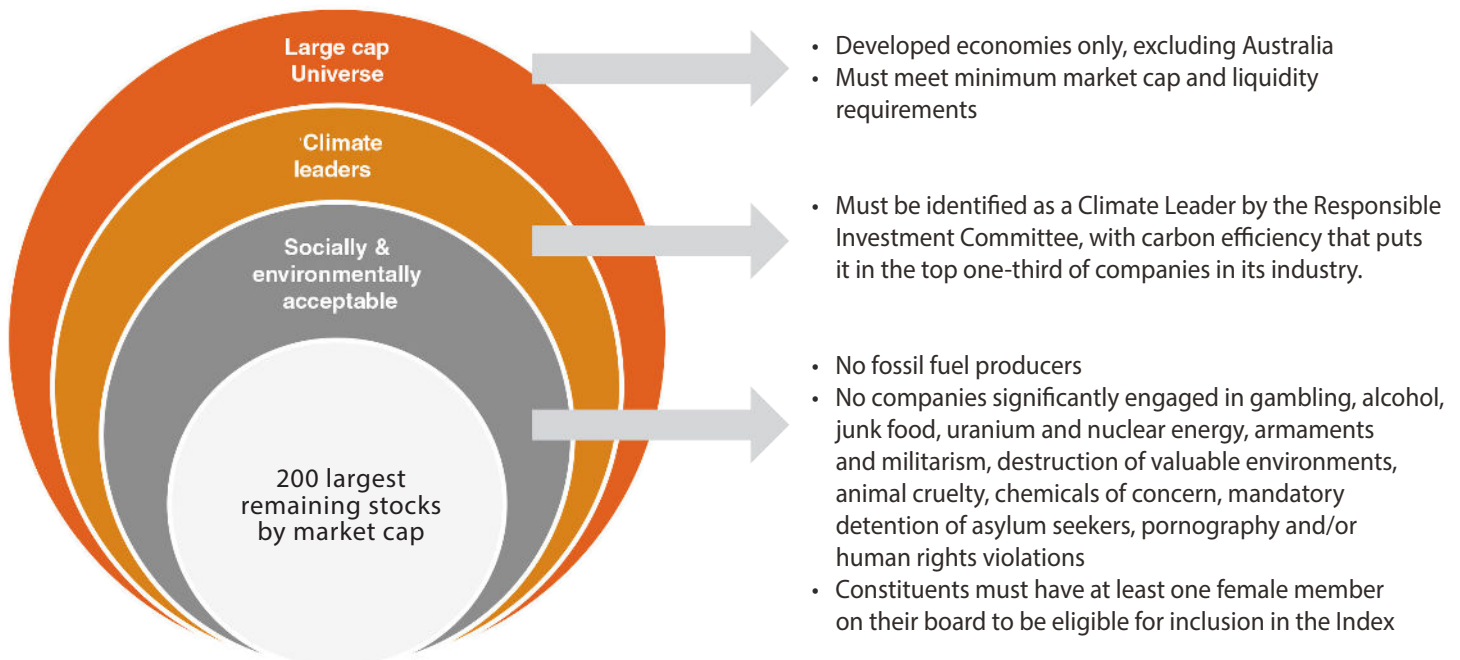 Large cap
Universe
'Climate
leaders
Socially &
environmentally
acceptable
200 largest
remaining stocks
by market cap
• Developed economies only, excluding Australia
• Must meet minimum market cap and liquidity
requirements
• Must be identified as a Climate Leader by the Responsible
Investment Committee, with carbon efficiency that puts
it in the top one-third of companies in its industry.
• No fossil fuel producers
• No companies significantly engaged in gambling, alcohol,
junk food, uranium and nuclear energy, armaments
and militarism, destruction of valuable environments,
animal cruelty, chemicals of concern, mandatory
detention of asylum seekers, pornography and/or
human rights violations
• Constituents must have at least one female member
on their board to be eligible for inclusion in the Index